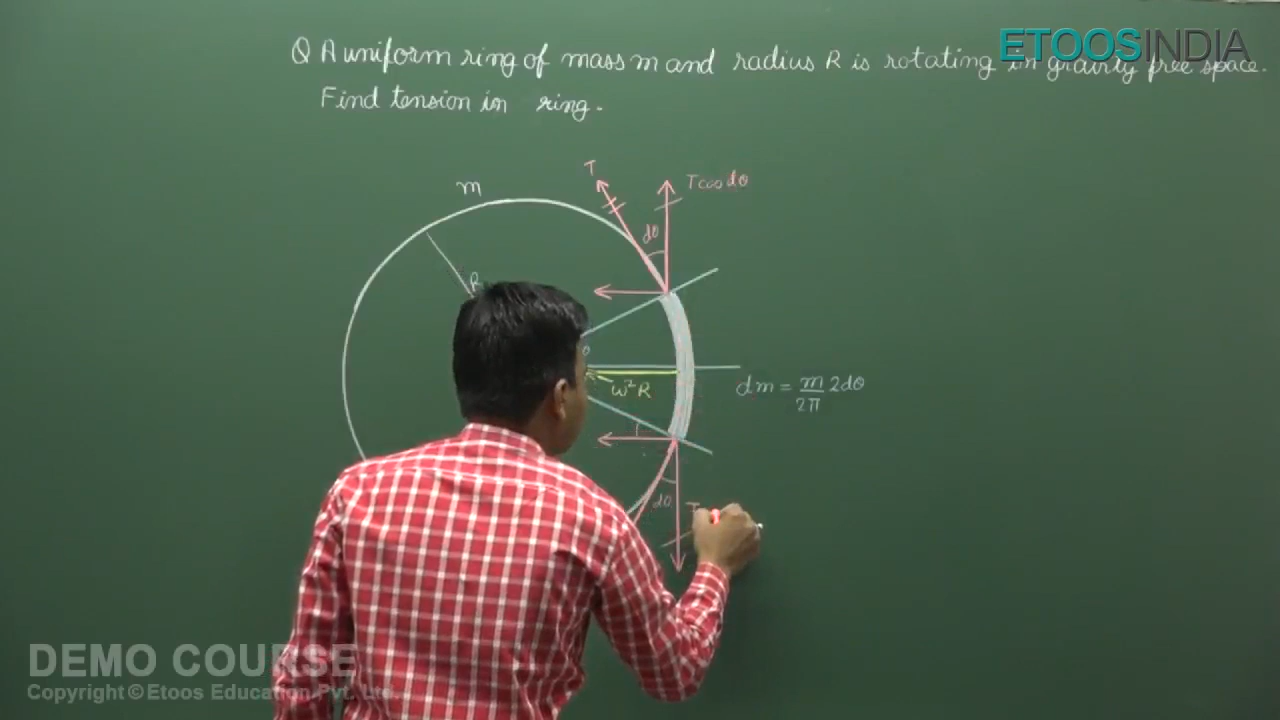 ETOOSINDIA
Q A uniform ring of mass m and radius R is rotating in gravity free space.
Find tension in ring.
T
T cos dθ
m
dθ
R
ω²R
dm = m/2π 2dθ
dθ
T
DEMO COURSE
Copyright © Etoos Education Pvt. Ltd.